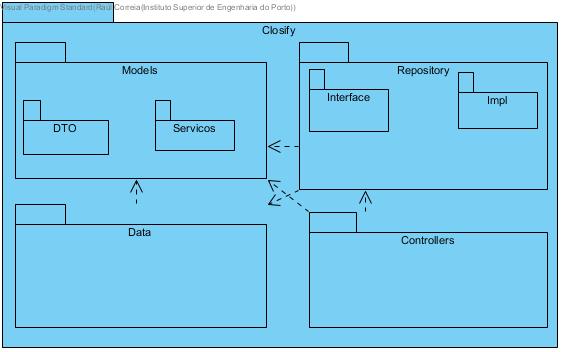 Visual Paradigm Standard(Raul Correia(Instituto Superior de Engenharia do Porto))
Closify
Models
Repository
DTO
Servicos
Interface
Impl
Data
Controllers